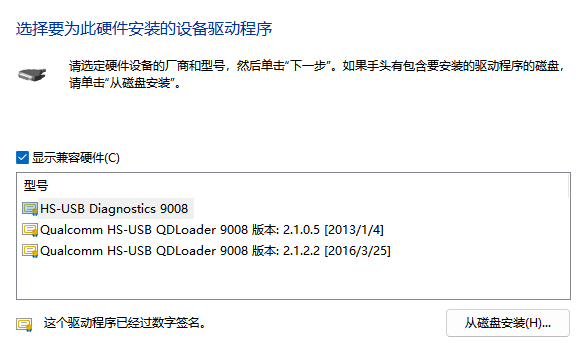 选择要为此硬件安装的设备驱动程序
请选定硬件设备的厂商和型号，然后单击“下一步”。如果手头有包含要安装的驱动程序的磁盘，
请单击“从磁盘安装”。
显示兼容硬件(C)
型号
HS-USB Diagnostics 9008
Qualcomm HS-USB QDLoader 9008 版本: 2.1.0.5 [2013/1/4]
Qualcomm HS-USB QDLoader 9008 版本: 2.1.2.2 [2016/3/25]
这个驱动程序已经过数字签名。
从磁盘安装(H)...